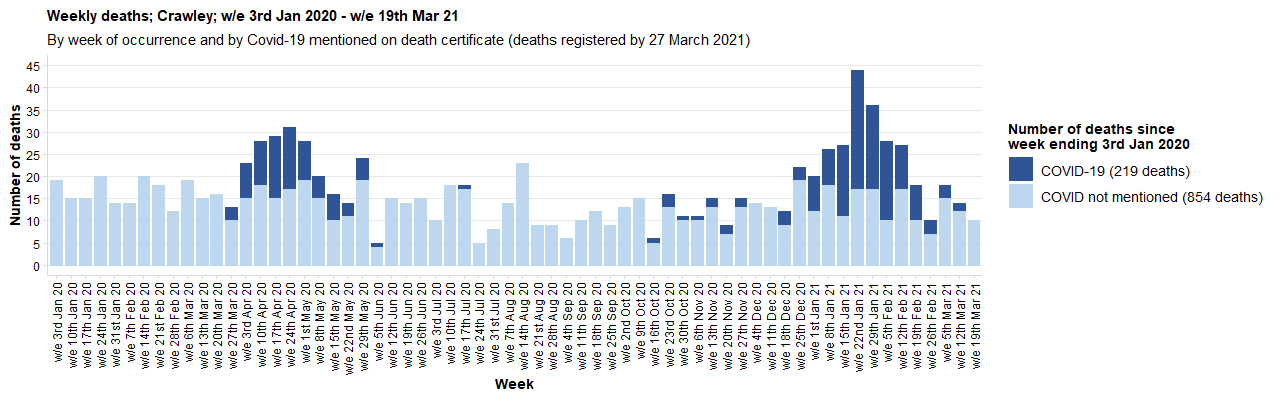 Weekly deaths; Crawley; w/e 3rd Jan 2020 - w/e 19th Mar 21
By week of occurrence and by Covid-19 mentioned on death certificate (deaths registered by 27 March 2021)
Number of deaths
45
40
35
30
25
20
15
10
5
0
w/e 3rd Jan 20
w/e 10th Jan 20
w/e 17th Jan 20
w/e 24th Jan 20
w/e 31st Jan 20
w/e 7th Feb 20
w/e 14th Feb 20
w/e 21st Feb 20
w/e 28th Feb 20
w/e 6th Mar 20
w/e 13th Mar 20
w/e 20th Mar 20
w/e 27th Mar 20
w/e 3rd Apr 20
w/e 10th Apr 20
w/e 17th Apr 20
w/e 24th Apr 20
w/e 1st May 20
w/e 8th May 20
w/e 15th May 20
w/e 22nd May 20
w/e 29th May 20
w/e 5th Jun 20
w/e 12th Jun 20
w/e 19th Jun 20
w/e 26th Jun 20
w/e 3rd Jul 20
w/e 10th Jul 20
w/e 17th Jul 20
w/e 24th Jul 20
w/e 31st Jul 20
w/e 7th Aug 20
w/e 14th Aug 20
w/e 21st Aug 20
w/e 28th Aug 20
w/e 4th Sep 20
w/e 11th Sep 20
w/e 18th Sep 20
w/e 25th Sep 20
w/e 2nd Oct 20
w/e 9th Oct 20
w/e 16th Oct 20
w/e 23rd Oct 20
w/e 30th Oct 20
w/e 6th Nov 20
w/e 13th Nov 20
w/e 20th Nov 20
w/e 27th Nov 20
w/e 4th Dec 20
w/e 11th Dec 20
w/e 18th Dec 20
w/e 25th Dec 20
w/e 1st Jan 21
w/e 8th Jan 21
w/e 15th Jan 21
w/e 22nd Jan 21
w/e 29th Jan 21
w/e 5th Feb 21
w/e 12th Feb 21
w/e 19th Feb 21
w/e 26th Feb 21
w/e 5th Mar 21
w/e 12th Mar 21
w/e 19th Mar 21
Week
Number of deaths since
week ending 3rd Jan 2020
COVID-19 (219 deaths)
COVID not mentioned (854 deaths)